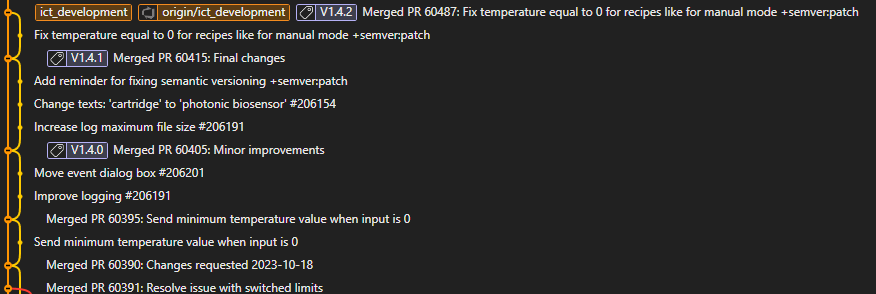 ict_development origin/ict_development V1.4.2 Merged PR 60487: Fix temperature equal to 0 for recipes like for manual mode +semver:patch
Fix temperature equal to 0 for recipes like for manual mode +semver:patch
V1.4.1 Merged PR 60415: Final changes
Add reminder for fixing semantic versioning +semver:patch
Change texts: 'cartridge' to 'photonic biosensor' #206154
Increase log maximum file size #206191
V1.4.0 Merged PR 60405: Minor improvements
Move event dialog box #206201
Improve logging #206191
Merged PR 60395: Send minimum temperature value when input is 0
Send minimum temperature value when input is 0
Merged PR 60390: Changes requested 2023-10-18
Merged PR 60391: Resolve issue with switched limits